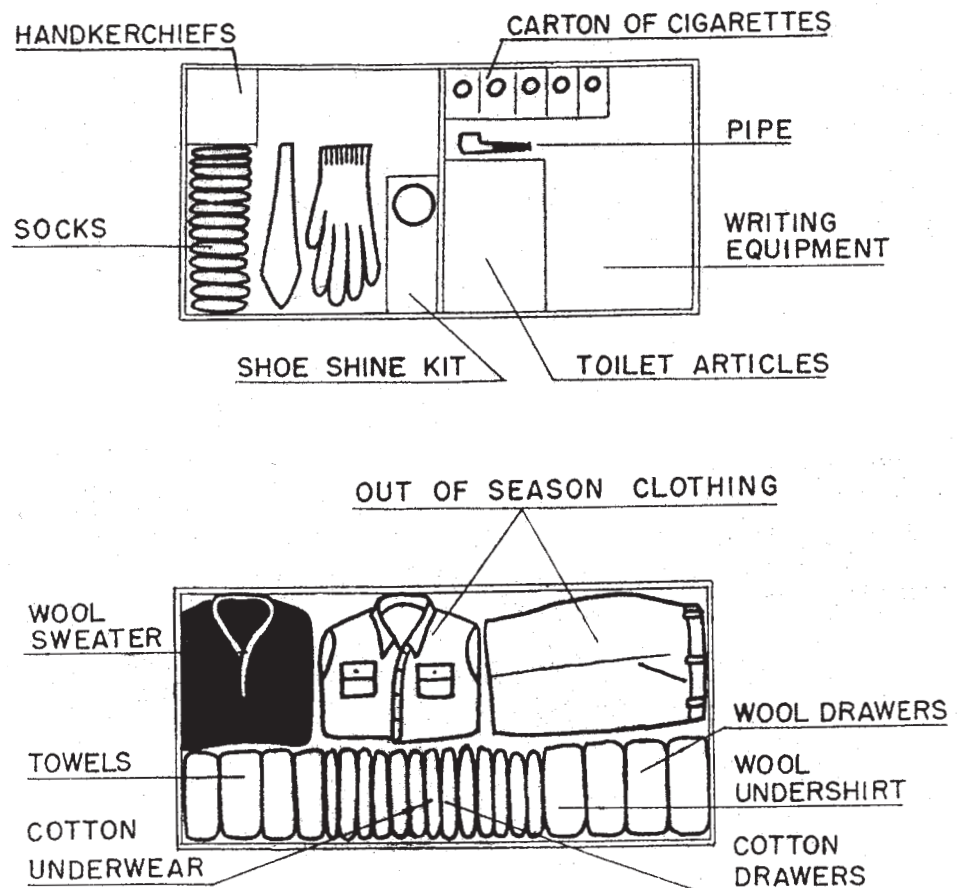 HANDKERCHIEFS
CARTON OF CIGARETTES
PIPE
SOCKS
WRITING
EQUIPMENT
SHOE SHINE KIT
TOILET ARTICLES
OUT OF SEASON CLOTHING
WOOL
SWEATER
WOOL DRAWERS
TOWELS
WOOL
UNDERSHIRT
COTTON
UNDERWEAR
COTTON
DRAWERS